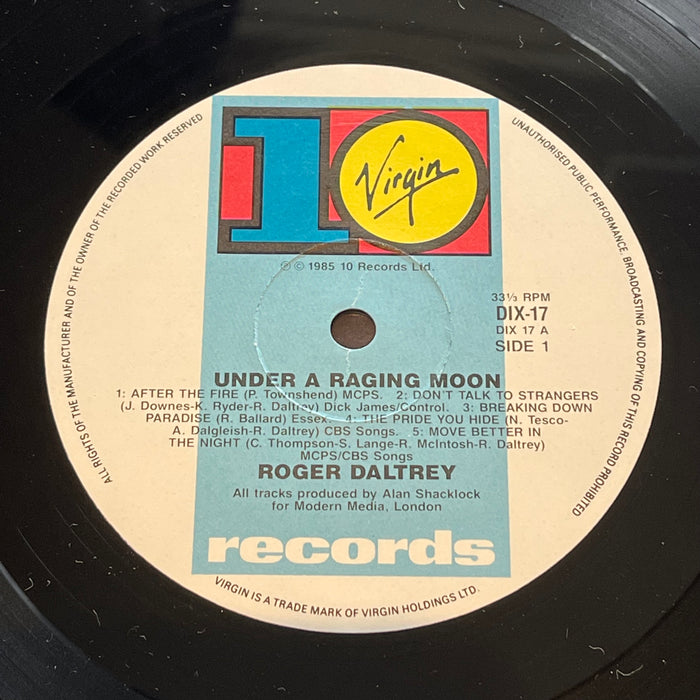 10
Virgin
℗ © 1985 10 Records Ltd.
33⅓ RPM
DIX-17
DIX 17 A
SIDE 1
UNDER A RAGING MOON
1: AFTER THE FIRE (P. Townshend) MCPS. 2: DON'T TALK TO STRANGERS
(J. Downes-K. Ryder-R. Daltrey) Dick James/Control. 3: BREAKING DOWN
PARADISE (R. Ballard) Essex. 4: THE PRIDE YOU HIDE (N. Tesco-
A. Dalgleish-R. Daltrey) CBS Songs. 5: MOVE BETTER IN
THE NIGHT (C. Thompson-S. Lange-R. McIntosh-R. Daltrey)
MCPS/CBS Songs
ROGER DALTREY
All tracks produced by Alan Shacklock
for Modern Media, London
records
ALL RIGHTS OF THE MANUFACTURER AND OF THE OWNER OF THE RECORDED WORK RESERVED
UNAUTHORISED PUBLIC PERFORMANCE, BROADCASTING AND COPYING OF THIS RECORD PROHIBITED
VIRGIN IS A TRADE MARK OF VIRGIN HOLDINGS LTD.